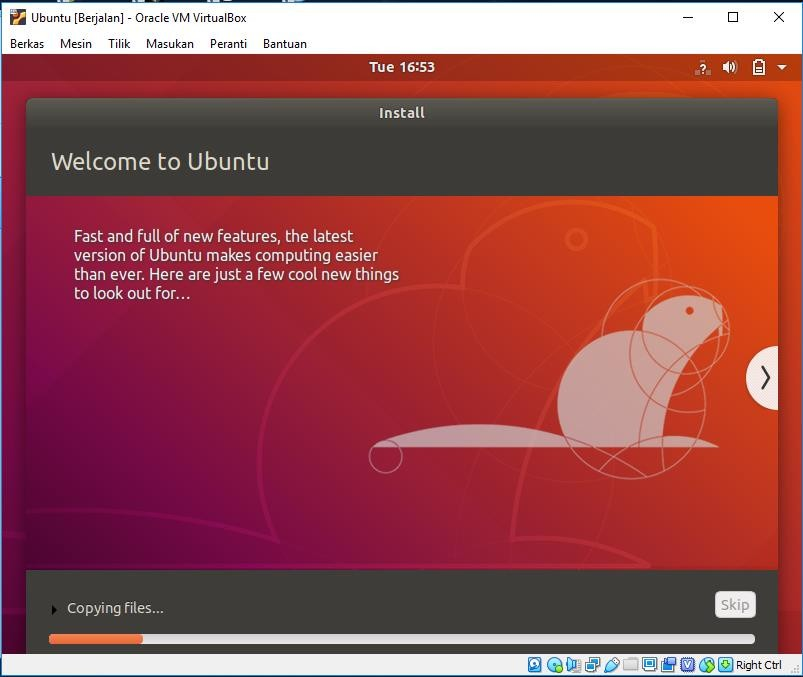 Ubuntu [Berjalan] - Oracle VM VirtualBox
Berkas Mesin Tilik Masukan Peranti Bantuan
Tue 16:53
?
Install
Welcome to Ubuntu
Fast and full of new features, the latest
version of Ubuntu makes computing easier
than ever. Here are just a few cool new things
to look out for…
Copying files...
Skip
Right Ctrl